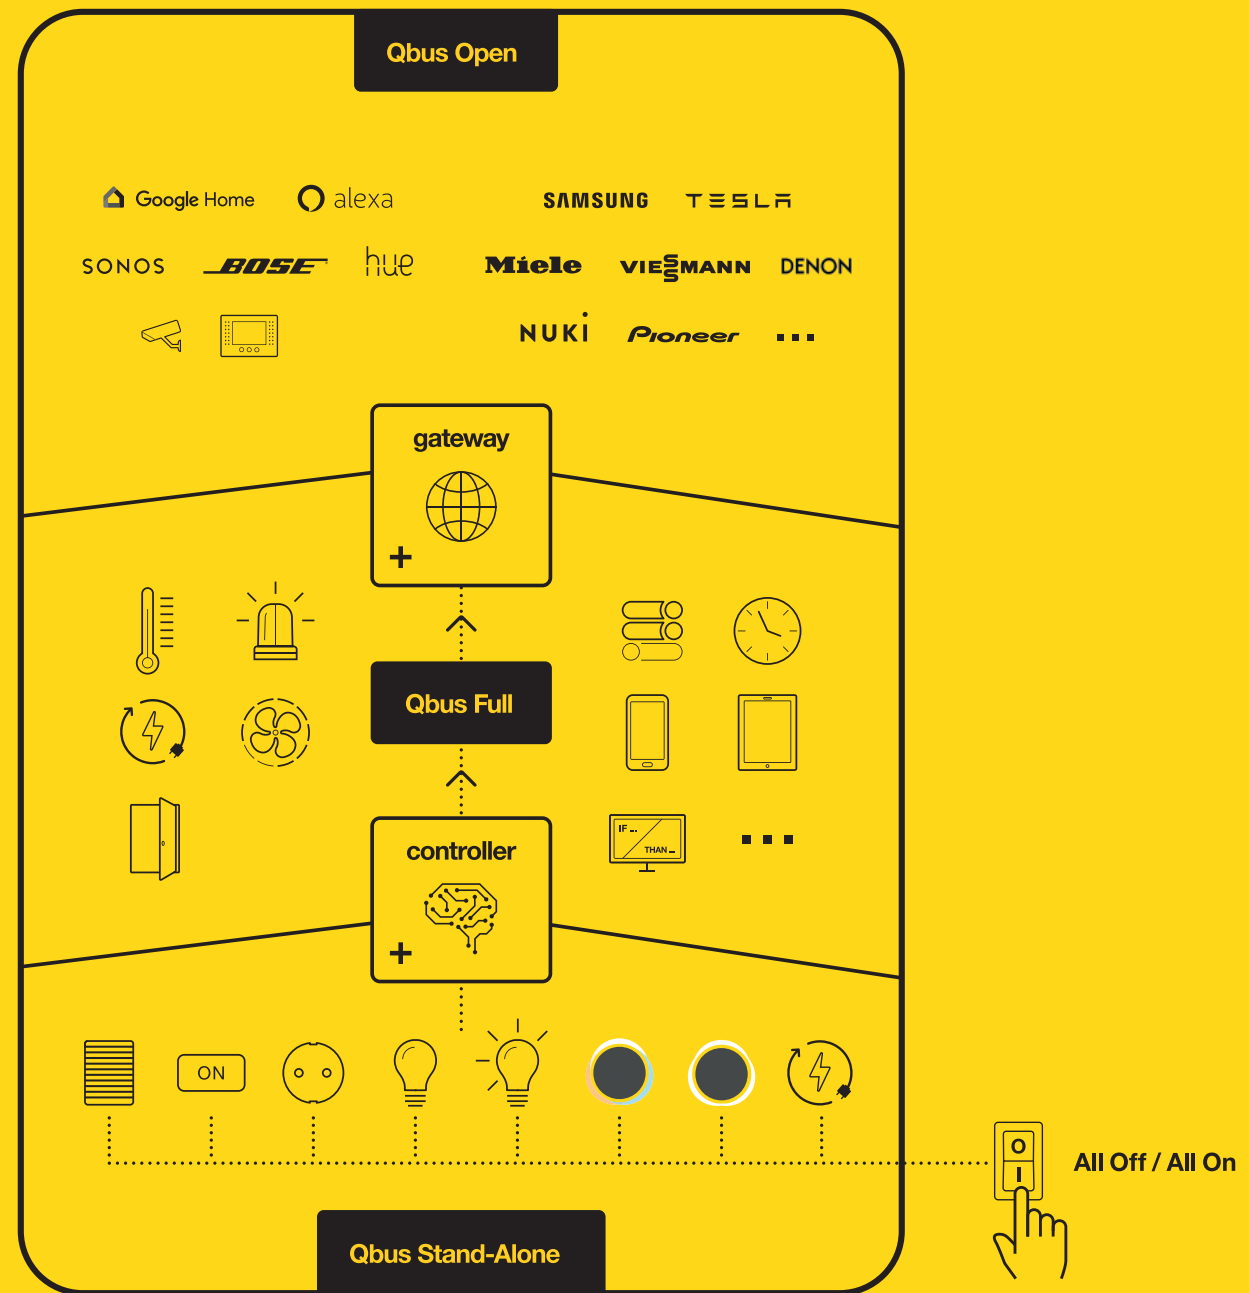 Qbus Open
Google Home alexa SAMSUNG TESLA
SONOS BOSE hue Miele VIESSMANN DENON
NUKI Pioneer ...
gateway
+
Qbus Full
controller
IF ...
THAN ...
+
ON
O
I
All Off / All On
Qbus Stand-Alone